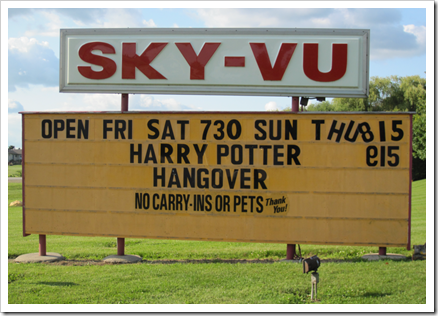 SKY-VU
OPEN FRI SAT 730 SUN THU 815
HARRY POTTER 815
HANGOVER
NO CARRY-INS OR PETS Thank You!